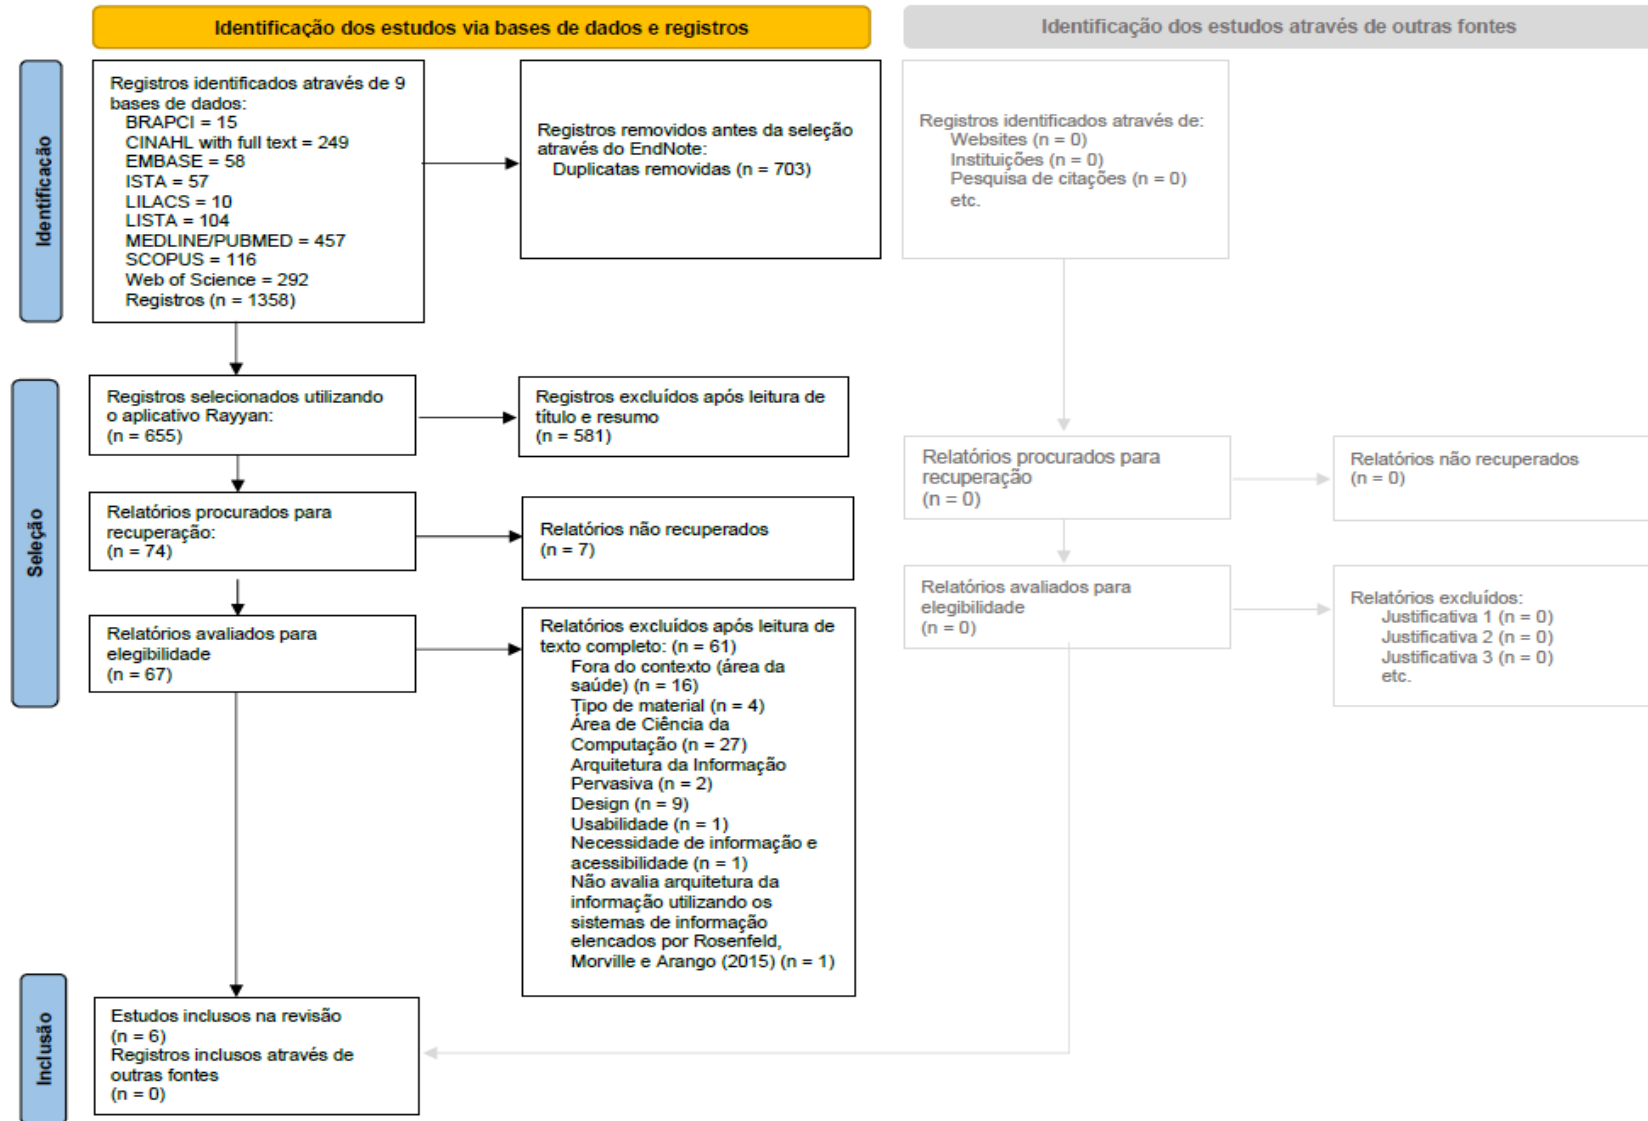 Identificação dos estudos via bases de dados e registros
Identificação dos estudos através de outras fontes
Identificação
Registros identificados através de 9
bases de dados:
BRAPCI = 15
CINAHL with full text = 249
EMBASE = 58
ISTA = 57
LILACS = 10
LISTA = 104
MEDLINE/PUBMED = 457
SCOPUS = 116
Web of Science = 292
Registros (n = 1358)
Registros removidos antes da seleção
através do EndNote:
Duplicatas removidas (n = 703)
Registros identificados através de:
Websites (n = 0)
Instituições (n = 0)
Pesquisa de citações (n = 0)
etc.
Seleção
Registros selecionados utilizando
o aplicativo Rayyan:
(n = 655)
Registros excluídos após leitura de
título e resumo
(n = 581)
Relatórios procurados para
recuperação:
(n = 74)
Relatórios não recuperados
(n = 7)
Relatórios procurados para
recuperação
(n = 0)
Relatórios não recuperados
(n = 0)
Relatórios avaliados para
elegibilidade
(n = 67)
Relatórios excluídos após leitura de
texto completo: (n = 61)
Fora do contexto (área da
saúde) (n = 16)
Tipo de material (n = 4)
Área de Ciência da
Computação (n = 27)
Arquitetura da Informação
Pervasiva (n = 2)
Design (n = 9)
Usabilidade (n = 1)
Necessidade de informação e
acessibilidade (n = 1)
Não avalia arquitetura da
informação utilizando os
sistemas de informação
elencados por Rosenfeld,
Morville e Arango (2015) (n = 1)
Relatórios avaliados para
elegibilidade
(n = 0)
Relatórios excluídos:
Justificativa 1 (n = 0)
Justificativa 2 (n = 0)
Justificativa 3 (n = 0)
etc.
Inclusão
Estudos inclusos na revisão
(n = 6)
Registros inclusos através de
outras fontes
(n = 0)